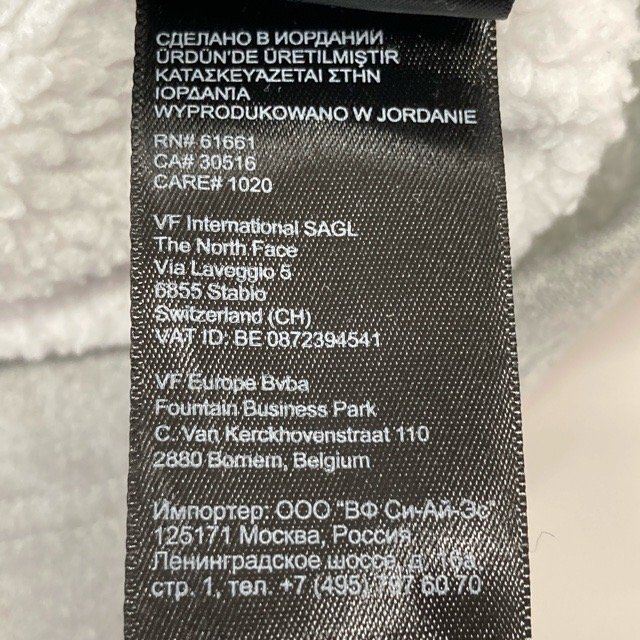 СДЕЛАНО В ИОРДАНИИ
ÜRDÜN'DE ÜRETILMIŞTIR
ΚΑΤΑΣΚΕΥΆΖΕΤΑΙ ΣΤΗΝ
ΙΟΡΔΑΝΊΑ
WYPRODUKOWANO W JORDANIE
RN# 61661
CA# 30516
CARE# 1020
VF International SAGL
The North Face
Via Laveggio 5
6855 Stabio
Switzerland (CH)
VAT ID: BE 0872394541
VF Europe Bvba
Fountain Business Park
C. Van Kerckhovenstraat 110
2880 Bornem, Belgium
Импортер: ООО "ВФ Си-Ай-Эс"
125171 Москва, Россия,
Ленинградское шоссе, д. 16а
стр. 1, тел. +7 (495) 797 60 70